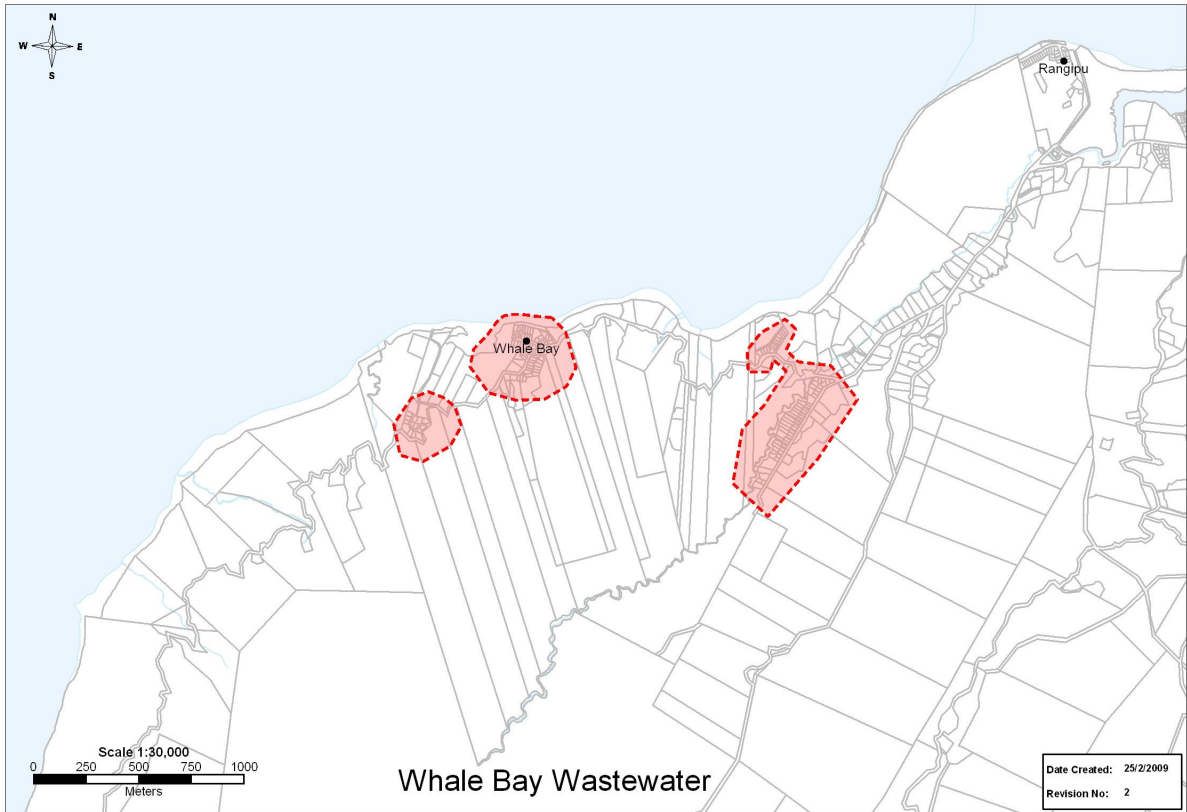 N
W E
S
Rangipu
Whale Bay
Scale 1:30,000
0 250 500 750 1000
Meters
Whale Bay Wastewater
Date Created: 25/2/2009
Revision No: 2